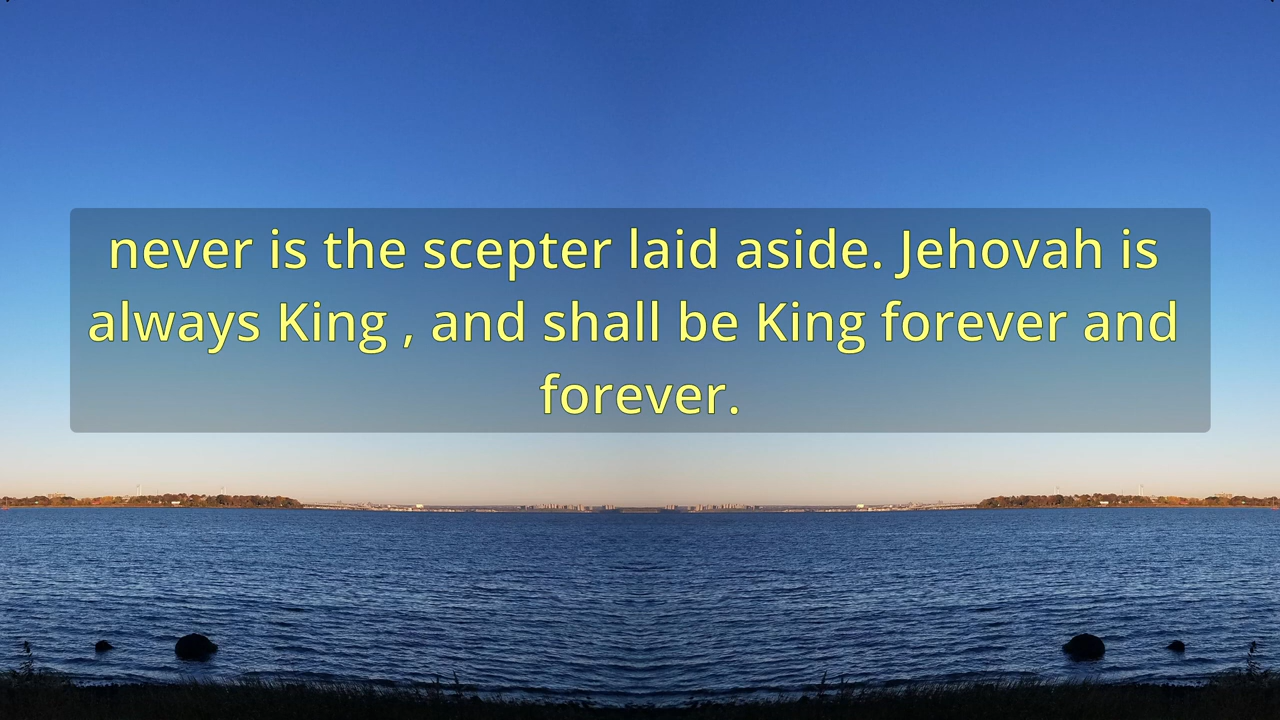 never is the scepter laid aside. Jehovah is
always King , and shall be King forever and
forever.